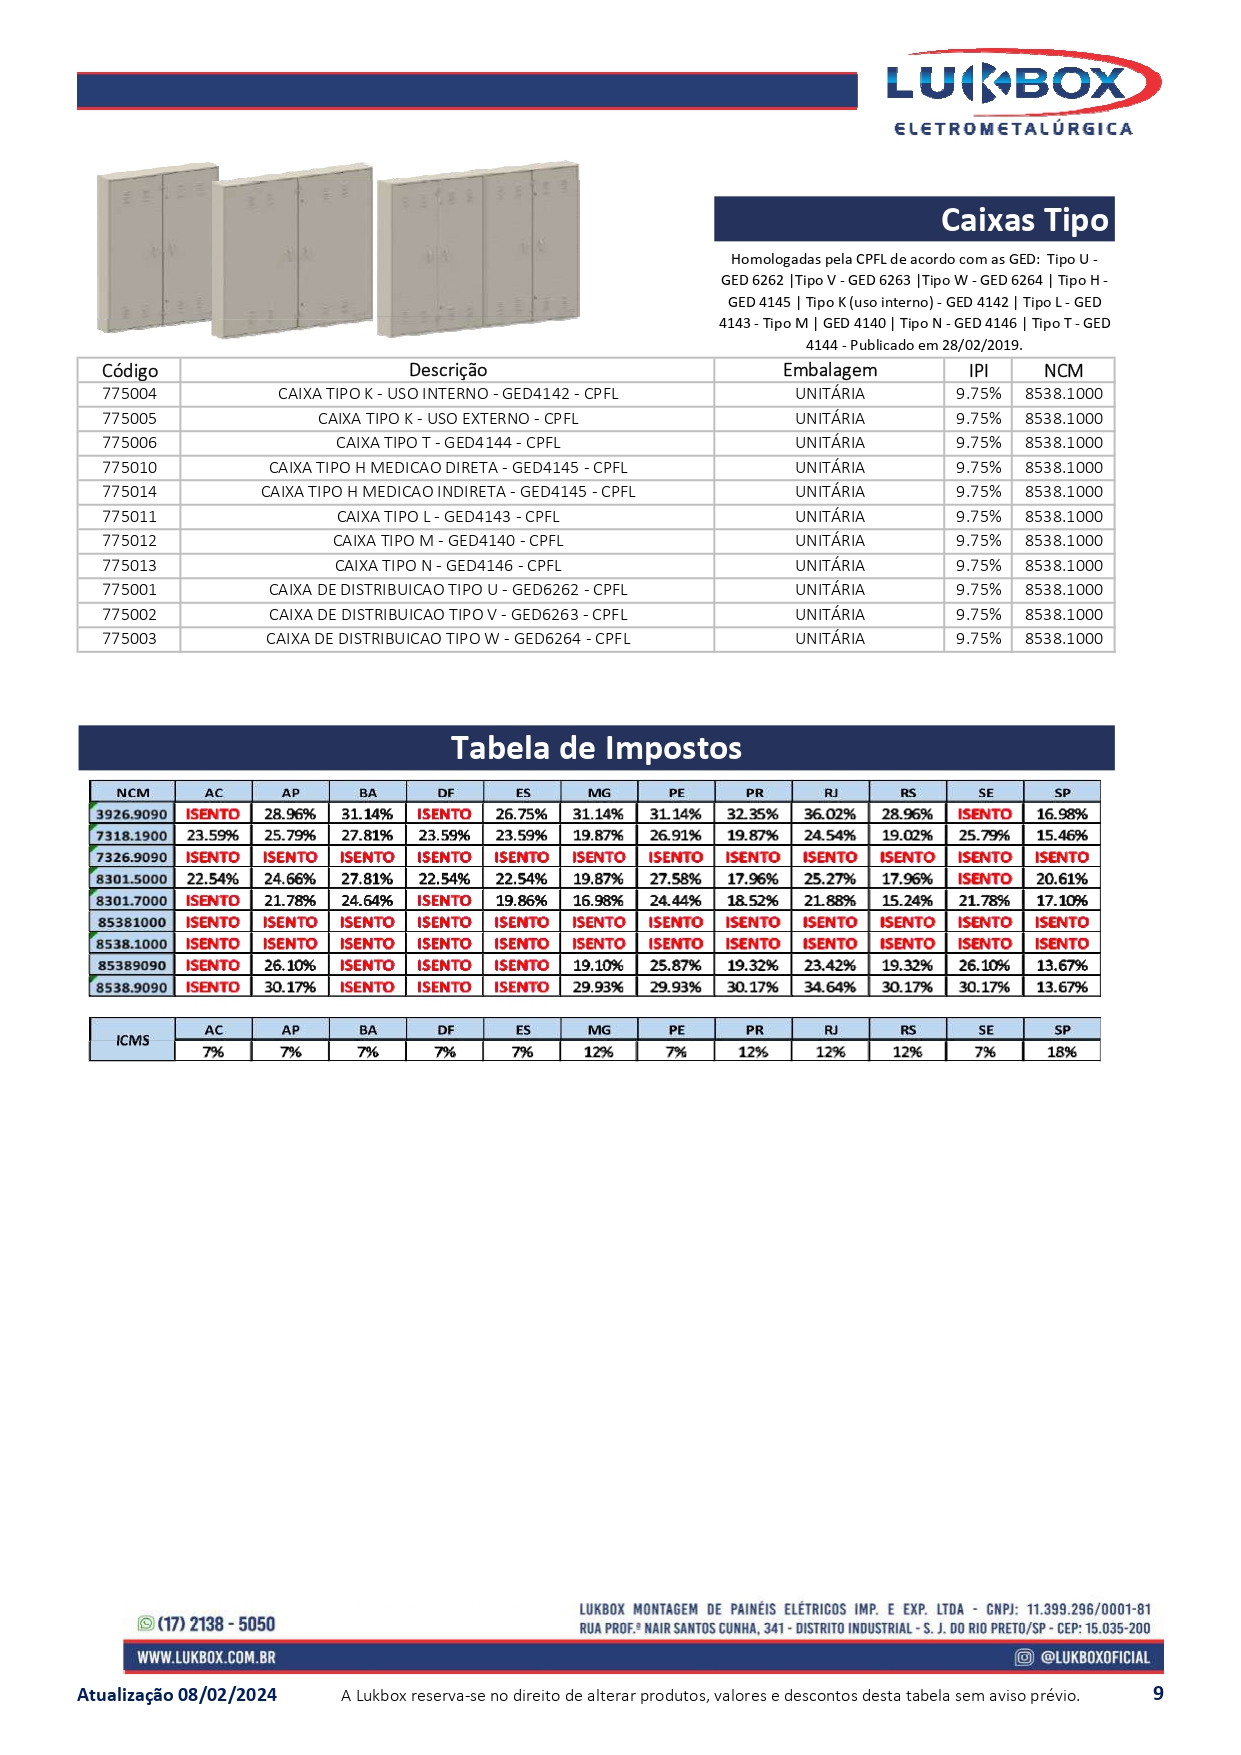 LUKBOX
ELETROMETALÚRGICA
Caixas Tipo
Homologadas pela CPFL de acordo com as GED: Tipo U -
GED 6262 |Tipo V - GED 6263 |Tipo W - GED 6264 | Tipo H -
GED 4145 | Tipo K (uso interno) - GED 4142 | Tipo L - GED
4143 - Tipo M | GED 4140 | Tipo N - GED 4146 | Tipo T - GED
4144 - Publicado em 28/02/2019.
Código Descrição Embalagem IPI NCM
775004 CAIXA TIPO K - USO INTERNO - GED4142 - CPFL UNITÁRIA 9.75% 8538.1000
775005 CAIXA TIPO K - USO EXTERNO - CPFL UNITÁRIA 9.75% 8538.1000
775006 CAIXA TIPO T - GED4144 - CPFL UNITÁRIA 9.75% 8538.1000
775010 CAIXA TIPO H MEDICAO DIRETA - GED4145 - CPFL UNITÁRIA 9.75% 8538.1000
775014 CAIXA TIPO H MEDICAO INDIRETA - GED4145 - CPFL UNITÁRIA 9.75% 8538.1000
775011 CAIXA TIPO L - GED4143 - CPFL UNITÁRIA 9.75% 8538.1000
775012 CAIXA TIPO M - GED4140 - CPFL UNITÁRIA 9.75% 8538.1000
775013 CAIXA TIPO N - GED4146 - CPFL UNITÁRIA 9.75% 8538.1000
775001 CAIXA DE DISTRIBUICAO TIPO U - GED6262 - CPFL UNITÁRIA 9.75% 8538.1000
775002 CAIXA DE DISTRIBUICAO TIPO V - GED6263 - CPFL UNITÁRIA 9.75% 8538.1000
775003 CAIXA DE DISTRIBUICAO TIPO W - GED6264 - CPFL UNITÁRIA 9.75% 8538.1000
Tabela de Impostos
NCM AC AP BA DF ES MG PE PR RJ RS SE SP
3926.9090 ISENTO 28.96% 31.14% ISENTO 26.75% 31.14% 31.14% 32.35% 36.02% 28.96% ISENTO 16.98%
7318.1900 23.59% 25.79% 27.81% 23.59% 23.59% 19.87% 26.91% 19.87% 24.54% 19.02% 25.79% 15.46%
7326.9090 ISENTO ISENTO ISENTO ISENTO ISENTO ISENTO ISENTO ISENTO ISENTO ISENTO ISENTO ISENTO
8301.5000 22.54% 24.66% 27.81% 22.54% 22.54% 19.87% 27.58% 17.96% 25.27% 17.96% ISENTO 20.61%
8301.7000 ISENTO 21.78% 24.64% ISENTO 19.86% 16.98% 24.44% 18.52% 21.88% 15.24% 21.78% 17.10%
85381000 ISENTO ISENTO ISENTO ISENTO ISENTO ISENTO ISENTO ISENTO ISENTO ISENTO ISENTO ISENTO
8538.1000 ISENTO ISENTO ISENTO ISENTO ISENTO ISENTO ISENTO ISENTO ISENTO ISENTO ISENTO ISENTO
85389090 ISENTO 26.10% ISENTO ISENTO ISENTO 19.10% 25.87% 19.32% 23.42% 19.32% 26.10% 13.67%
8538.9090 ISENTO 30.17% ISENTO ISENTO ISENTO 29.93% 29.93% 30.17% 34.64% 30.17% 30.17% 13.67%
ICMS AC AP BA DF ES MG PE PR RJ RS SE SP
7% 7% 7% 7% 7% 12% 7% 12% 12% 12% 7% 18%
LUKBOX MONTAGEM DE PAINÉIS ELÉTRICOS IMP. E EXP. LTDA - CNPJ: 11.399.296/0001-81
(17) 2138 - 5050 RUA PROF.ª NAIR SANTOS CUNHA, 341 - DISTRITO INDUSTRIAL - S. J. DO RIO PRETO/SP - CEP: 15.035-200
WWW.LUKBOX.COM.BR @LUKBOXOFICIAL
Atualização 08/02/2024 A Lukbox reserva-se no direito de alterar produtos, valores e descontos desta tabela sem aviso prévio. 9